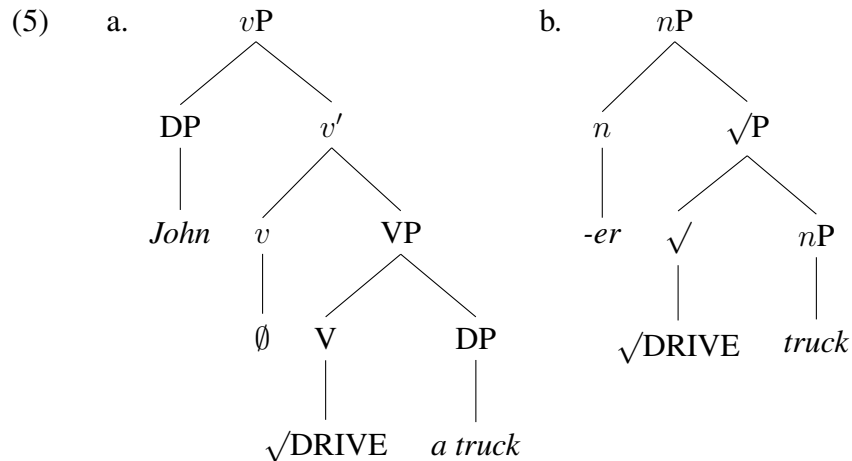 (5) a. vP b. nP
DP v′ n √P
John v VP -er √ nP
∅ V DP √DRIVE truck
√DRIVE a truck